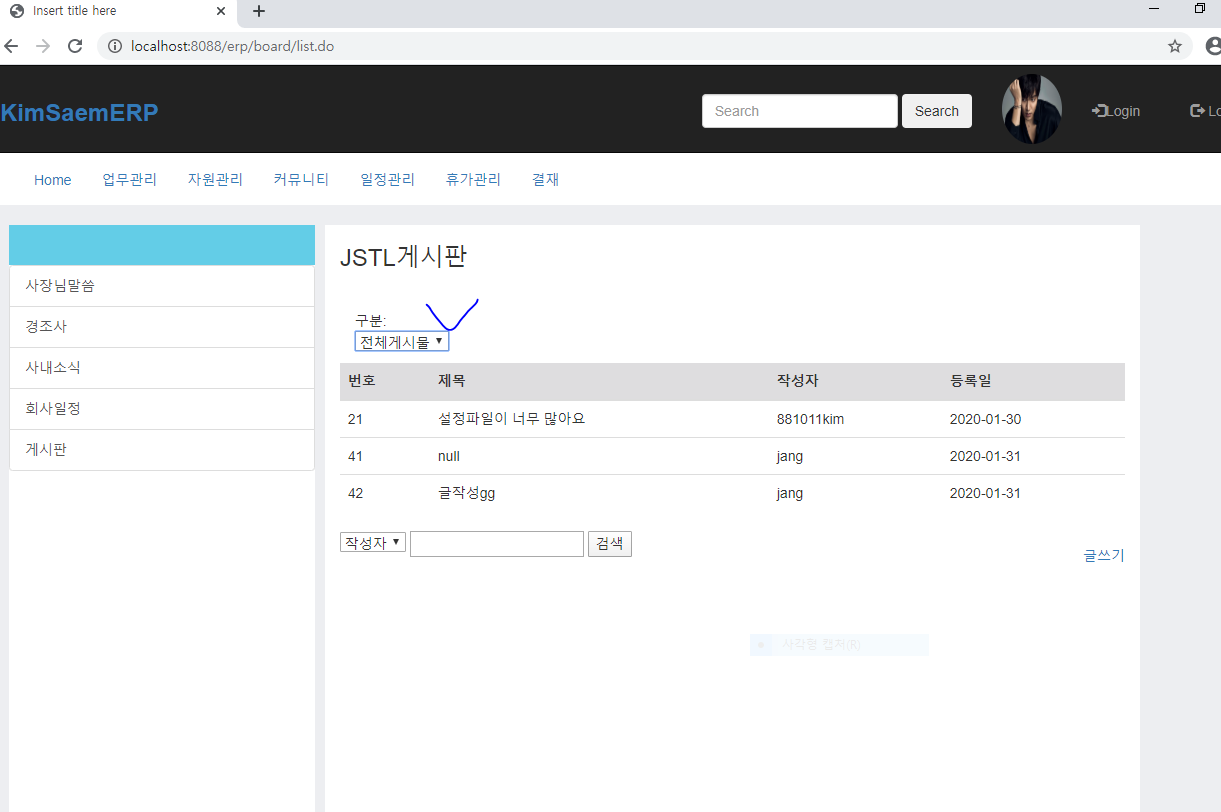 Insert title here
localhost:8088/erp/board/list.do
KimSaemERP
Search Search Login Lo
Home 업무관리 자원관리 커뮤니티 일정관리 휴가관리 결재
사장님말씀
경조사
사내소식
회사일정
게시판
JSTL게시판
구분:
전체게시물
번호 제목 작성자 등록일
21 설정파일이 너무 많아요 881011kim 2020-01-30
41 null jang 2020-01-31
42 글작성gg jang 2020-01-31
작성자 검색
글쓰기
사각형 캡처(R)